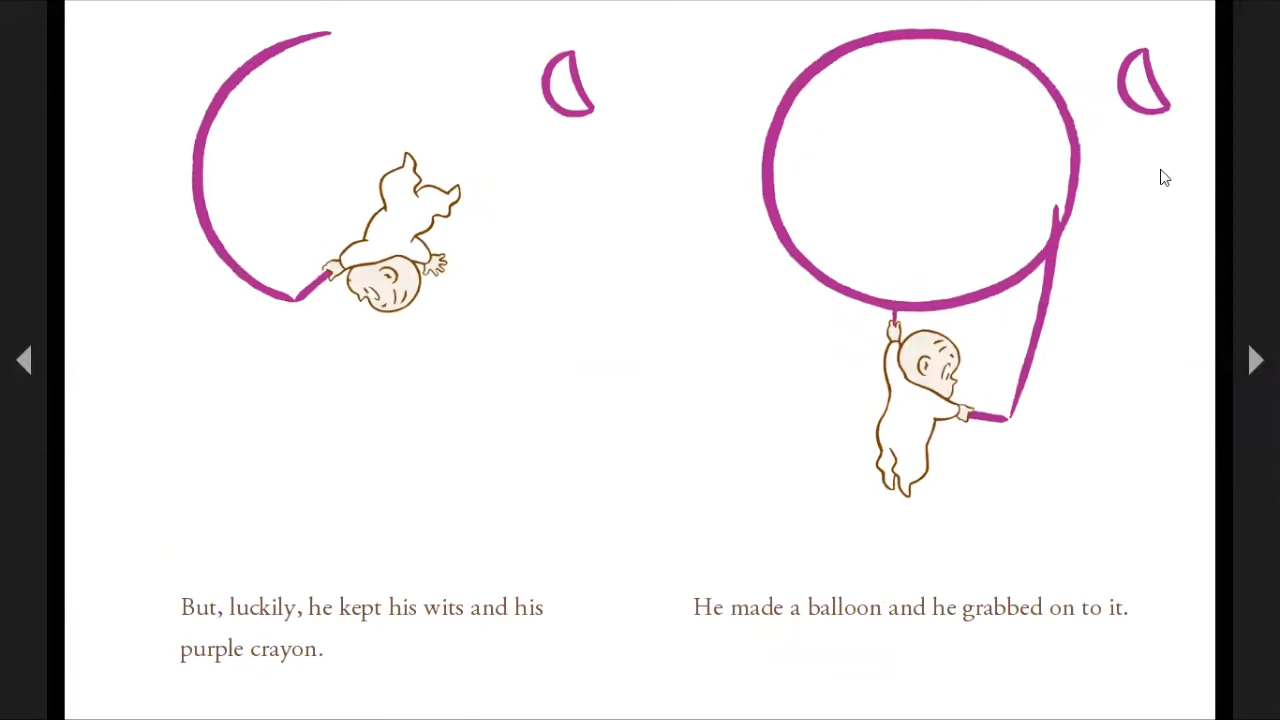 But, luckily, he kept his wits and his
purple crayon.
He made a balloon and he grabbed on to it.